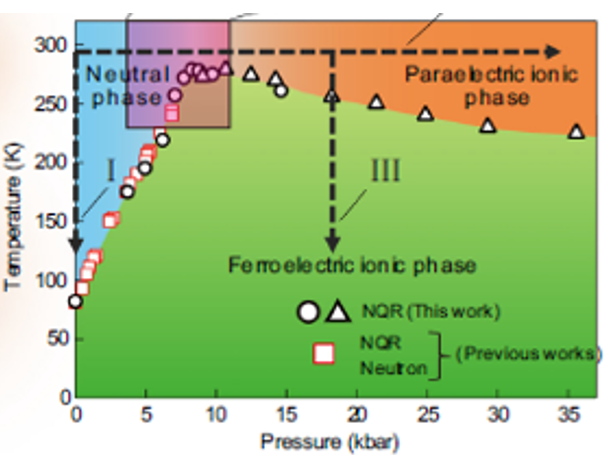 300
250
200
150
100
50
0
Temperature (K)
Neutral
phase
Paraelectric ionic
phase
I
III
Ferroelectric ionic phase
NQR (This work)
NQR
Neutron
(Previous works)
0 5 10 15 20 25 30 35
Pressure (kbar)